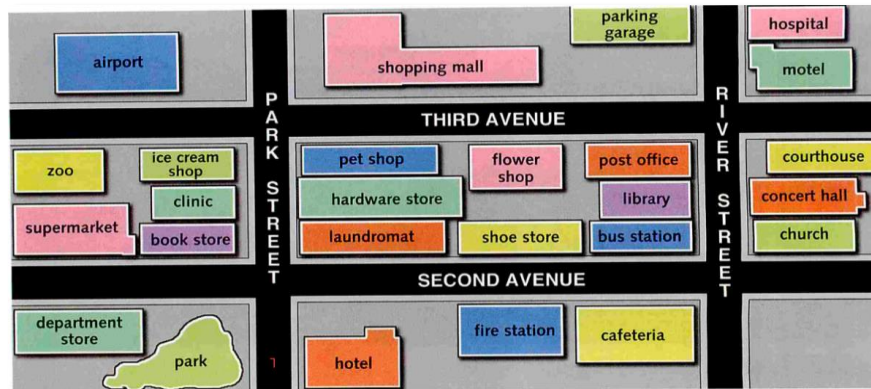 airport
shopping mall
parking
garage
hospital
motel
PARK STREET
THIRD AVENUE
RIVER STREET
zoo
ice cream
shop
clinic
supermarket
book store
pet shop
flower
shop
post office
hardware store
library
laundromat
shoe store
bus station
courthouse
concert hall
church
SECOND AVENUE
department
store
park
hotel
fire station
cafeteria